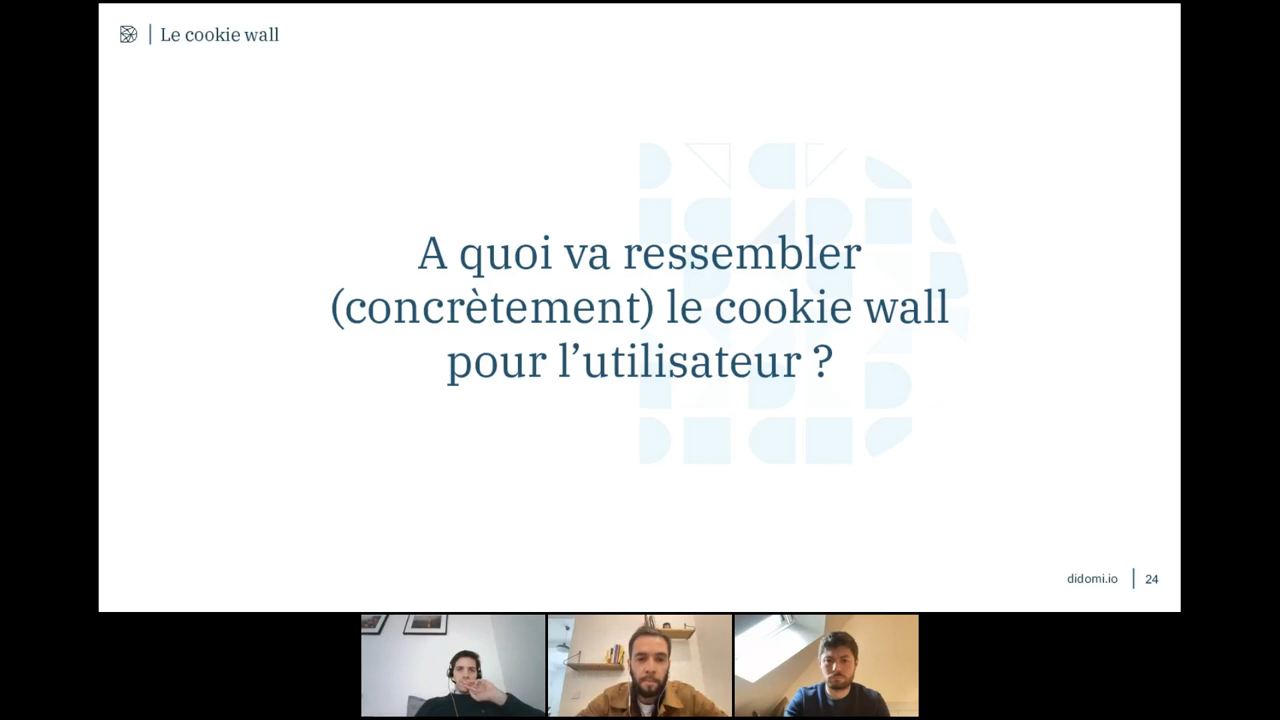 Le cookie wall
A quoi va ressembler
(concrètement) le cookie wall
pour l’utilisateur ?
didomi.io
24